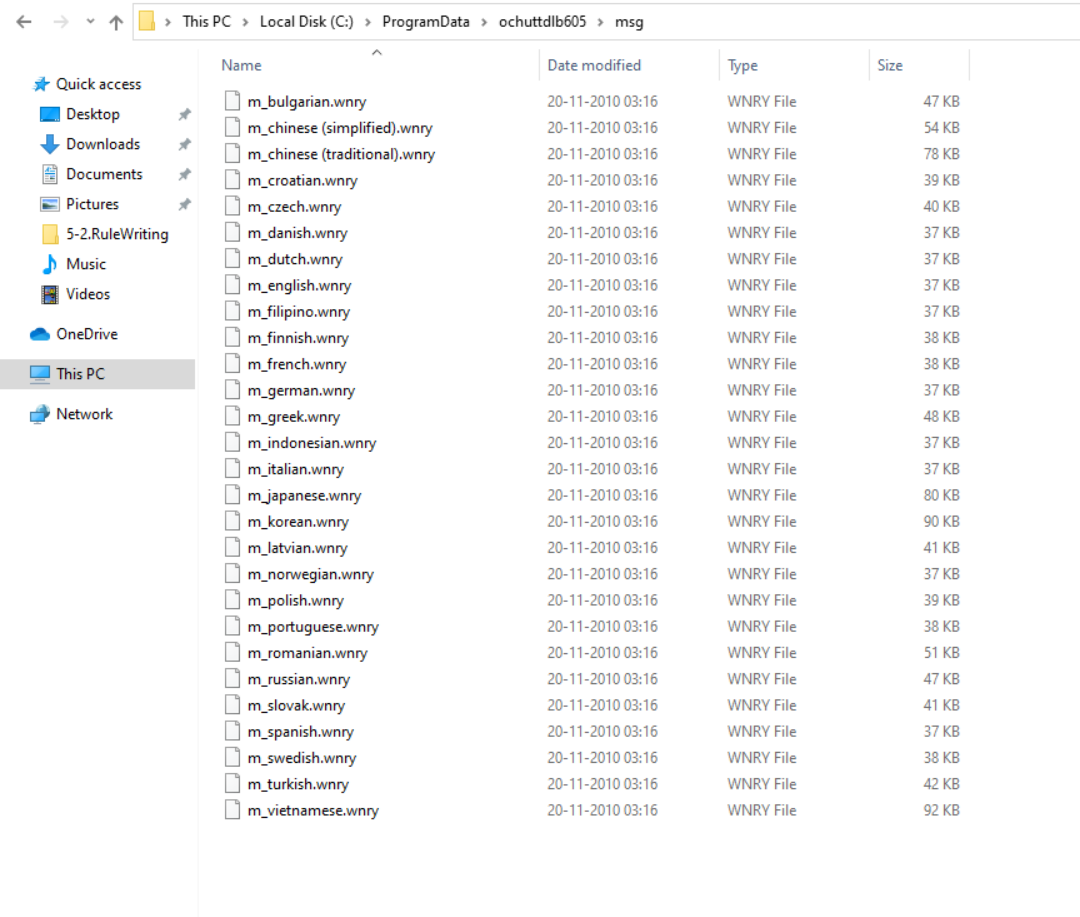 This PC > Local Disk (C:) > ProgramData > ochuttdlb605 > msg
Quick access
Desktop
Downloads
Documents
Pictures
5-2.RuleWriting
Music
Videos
OneDrive
This PC
Network
Name Date modified Type Size
m_bulgarian.wnry 20-11-2010 03:16 WNRY File 47 KB
m_chinese (simplified).wnry 20-11-2010 03:16 WNRY File 54 KB
m_chinese (traditional).wnry 20-11-2010 03:16 WNRY File 78 KB
m_croatian.wnry 20-11-2010 03:16 WNRY File 39 KB
m_czech.wnry 20-11-2010 03:16 WNRY File 40 KB
m_danish.wnry 20-11-2010 03:16 WNRY File 37 KB
m_dutch.wnry 20-11-2010 03:16 WNRY File 37 KB
m_english.wnry 20-11-2010 03:16 WNRY File 37 KB
m_filipino.wnry 20-11-2010 03:16 WNRY File 37 KB
m_finnish.wnry 20-11-2010 03:16 WNRY File 38 KB
m_french.wnry 20-11-2010 03:16 WNRY File 38 KB
m_german.wnry 20-11-2010 03:16 WNRY File 37 KB
m_greek.wnry 20-11-2010 03:16 WNRY File 48 KB
m_indonesian.wnry 20-11-2010 03:16 WNRY File 37 KB
m_italian.wnry 20-11-2010 03:16 WNRY File 37 KB
m_japanese.wnry 20-11-2010 03:16 WNRY File 80 KB
m_korean.wnry 20-11-2010 03:16 WNRY File 90 KB
m_latvian.wnry 20-11-2010 03:16 WNRY File 41 KB
m_norwegian.wnry 20-11-2010 03:16 WNRY File 37 KB
m_polish.wnry 20-11-2010 03:16 WNRY File 39 KB
m_portuguese.wnry 20-11-2010 03:16 WNRY File 38 KB
m_romanian.wnry 20-11-2010 03:16 WNRY File 51 KB
m_russian.wnry 20-11-2010 03:16 WNRY File 47 KB
m_slovak.wnry 20-11-2010 03:16 WNRY File 41 KB
m_spanish.wnry 20-11-2010 03:16 WNRY File 37 KB
m_swedish.wnry 20-11-2010 03:16 WNRY File 38 KB
m_turkish.wnry 20-11-2010 03:16 WNRY File 42 KB
m_vietnamese.wnry 20-11-2010 03:16 WNRY File 92 KB